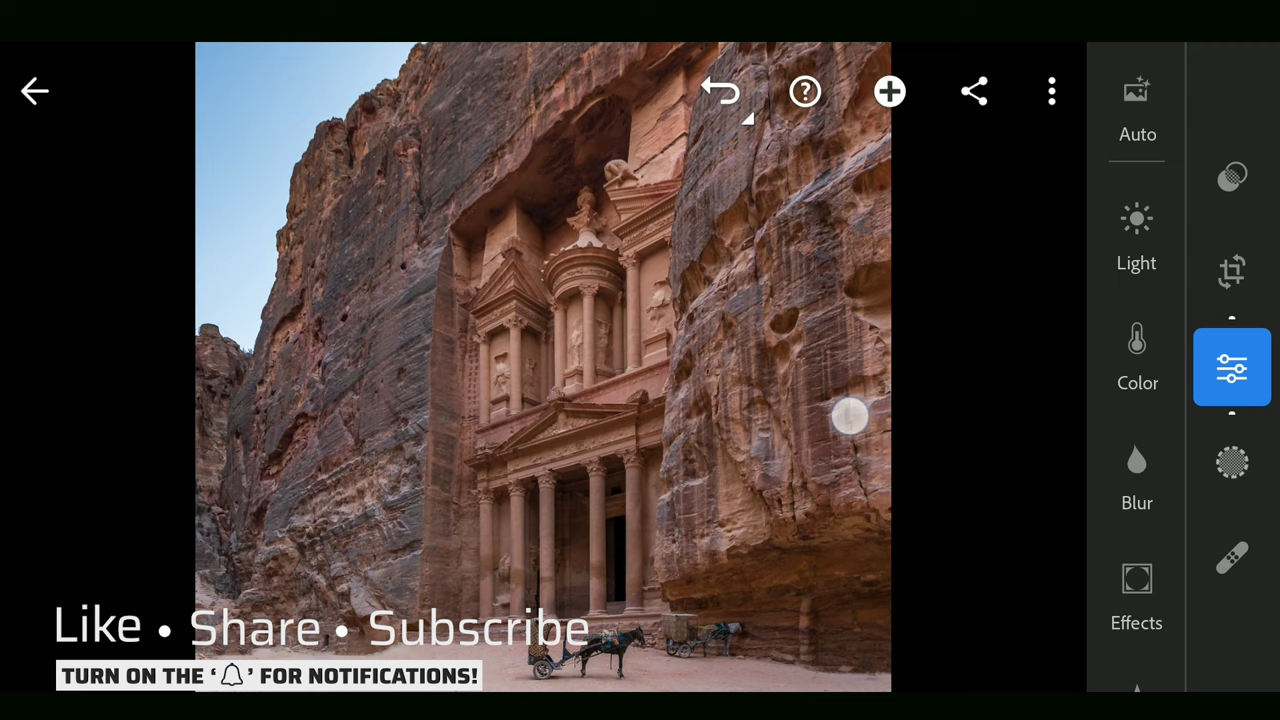 Auto
Light
Color
Blur
Effects
Like • Share • Subscribe
TURN ON THE ‘🔔’ FOR NOTIFICATIONS!